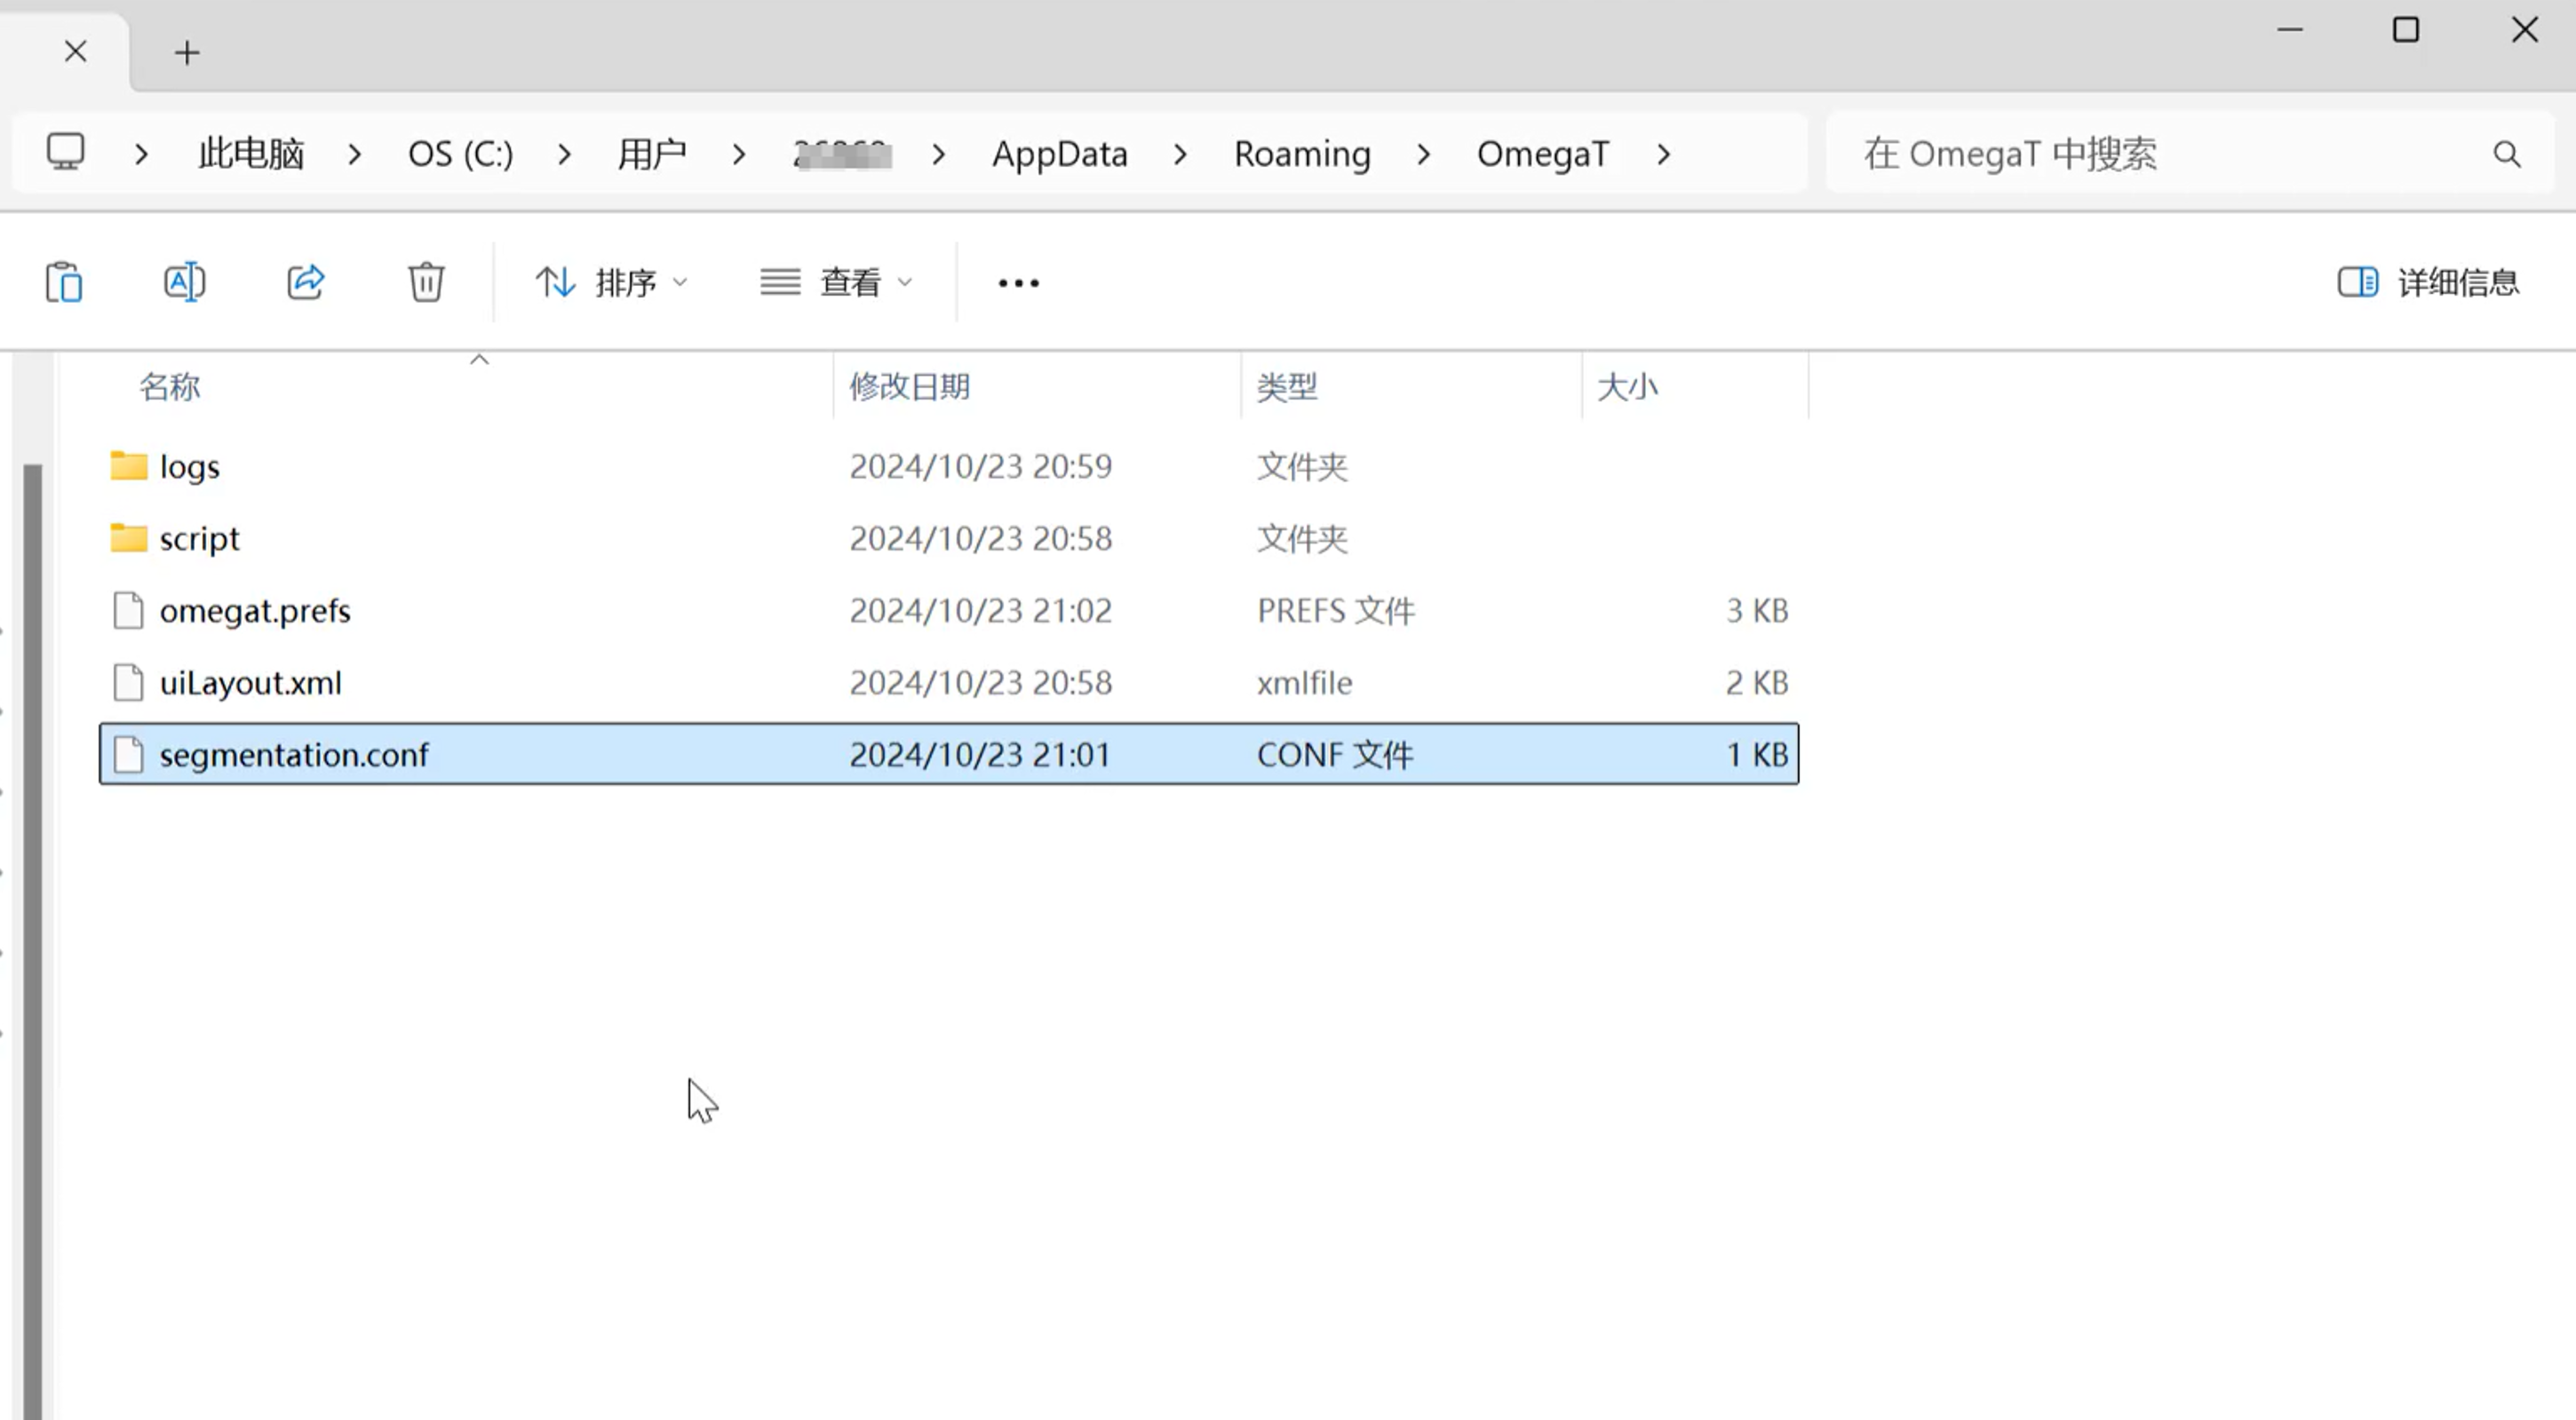 此电脑 OS (C:) 用户 AppData Roaming OmegaT 在 OmegaT 中搜索
排序 查看 详细信息
名称 修改日期 类型 大小
logs 2024/10/23 20:59 文件夹
script 2024/10/23 20:58 文件夹
omegat.prefs 2024/10/23 21:02 PREFS 文件 3 KB
uiLayout.xml 2024/10/23 20:58 xmlfile 2 KB
segmentation.conf 2024/10/23 21:01 CONF 文件 1 KB